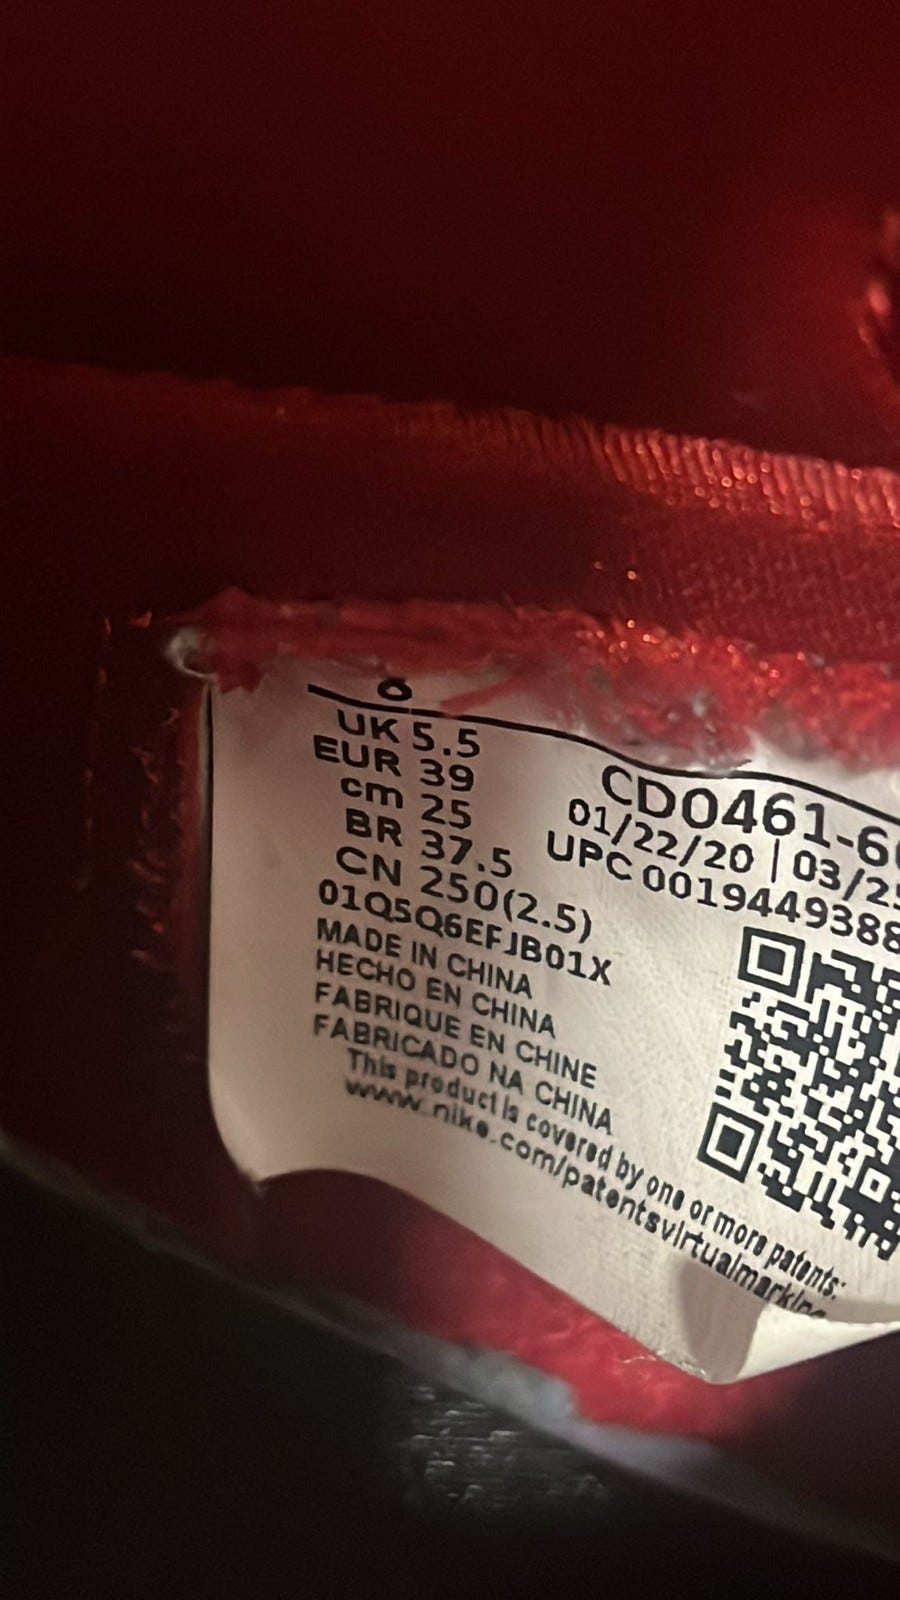 UK 5.5
EUR 39
cm 25
BR 37.5
CN 250(2.5)
01Q5Q6EFJB01X
MADE IN CHINA
HECHO EN CHINA
FABRIQUE EN CHINE
FABRICADO NA CHINA
This product is covered by one or more patents:
www.nike.com/patentsvirtualmarking
CD0461-6
01/22/20 | 03/2
UPC 0019449388